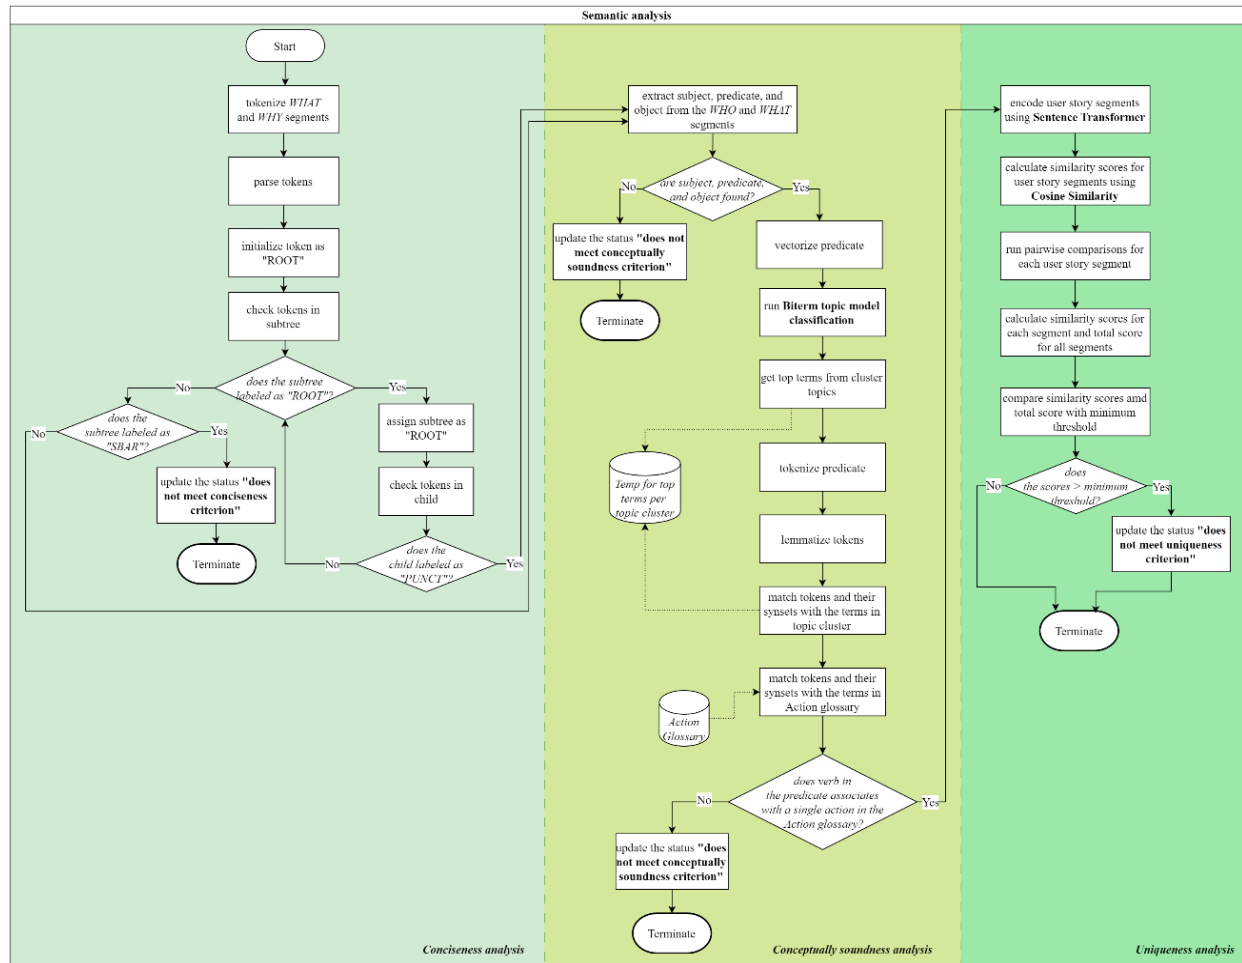 Semantic analysis
Start
tokenize WHAT
and WHY segments
parse tokens
initialize token as
"ROOT"
check tokens in
subtree
does the subtree
labeled as "ROOT"?
No
Yes
does the
subtree labeled as
"SBAR"?
No
Yes
update the status "does
not meet conciseness
criterion"
Terminate
assign subtree as
"ROOT"
check tokens in
child
does the
child labeled as
"PUNCT"?
No
Yes
Conciseness analysis
extract subject, predicate, and
object from the WHO and WHAT
segments
are subject, predicate,
and object found?
No
Yes
update the status "does not
meet conceptually
soundness criterion"
Terminate
vectorize predicate
run Biterm topic model
classification
get top terms from cluster
topics
Temp for top
terms per
topic cluster
tokenize predicate
lemmatize tokens
match tokens and their
synsets with the terms in
topic cluster
match tokens and their
synsets with the terms in
Action glossary
Action
Glossary
does verb in
the predicate associates
with a single action in the
Action glossary?
No
Yes
update the status "does
not meet conceptually
soundness criterion"
Terminate
Conceptually soundness analysis
encode user story segments
using Sentence Transformer
calculate similarity scores for
user story segments using
Cosine Similarity
run pairwise comparisons for
each user story segment
calculate similarity scores for
each segment and total score
for all segments
compare similarity scores amd
total score with minimum
threshold
does
the scores > minimum
threshold?
No
Yes
update the status "does
not meet uniqueness
criterion"
Terminate
Uniqueness analysis